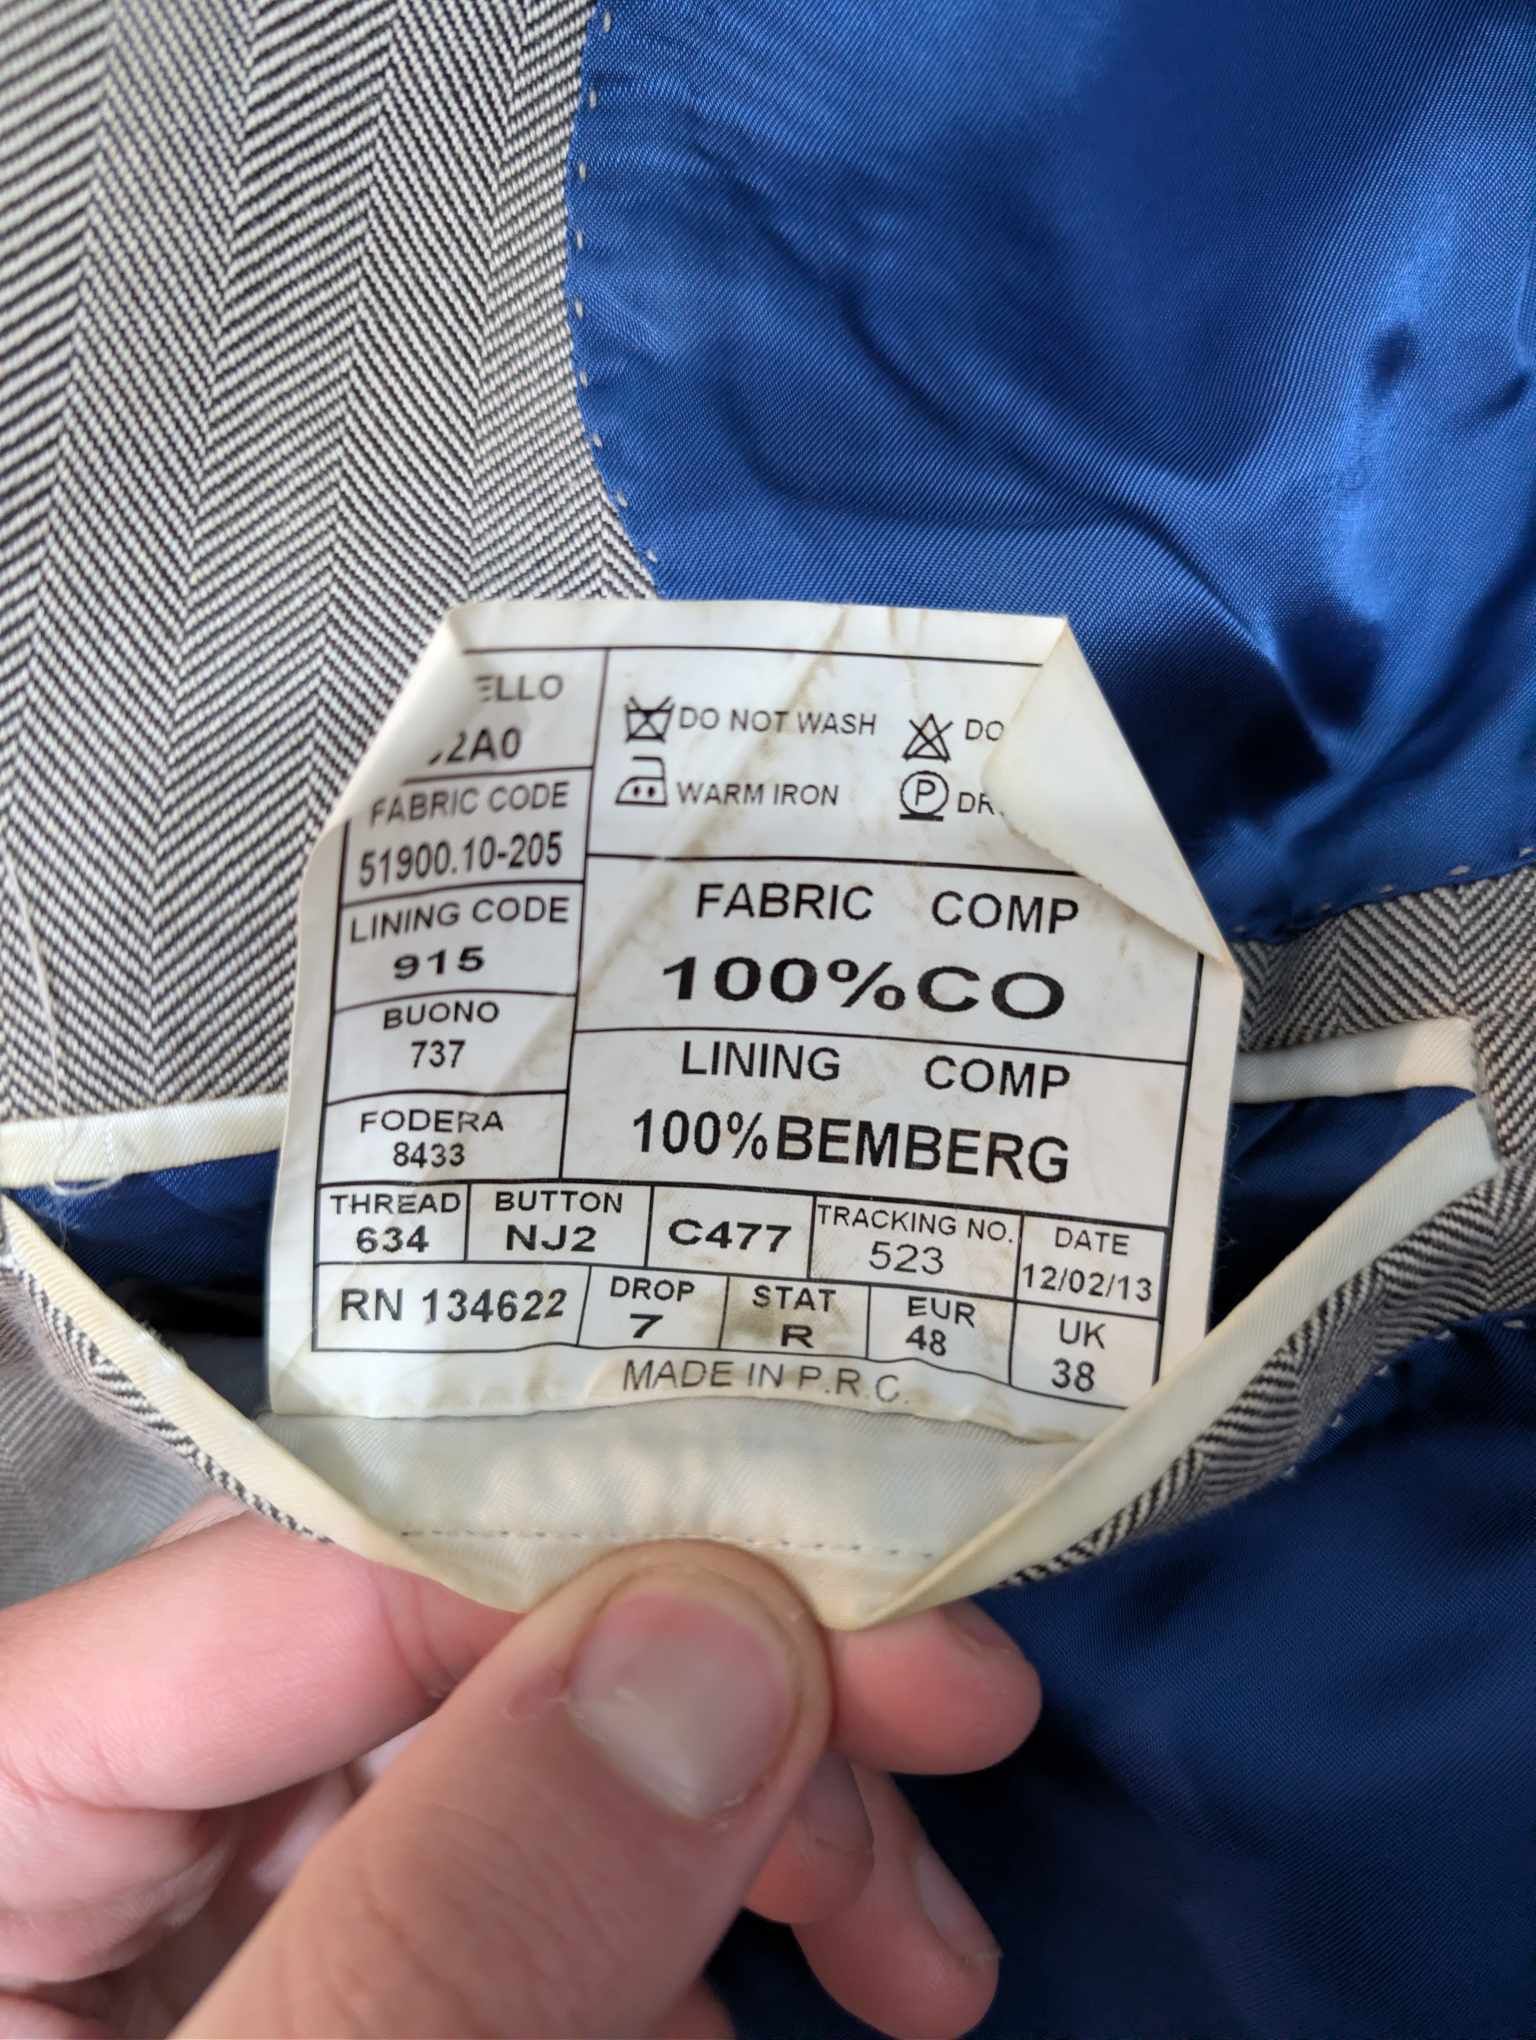 DO NOT WASH
DO
WARM IRON
2A0
FABRIC CODE
51900.10-205
LINING CODE
915
BUONO
737
FODERA
8433
FABRIC COMP
100%CO
LINING COMP
100%BEMBERG
THREAD
634
BUTTON
NJ2
C477
TRACKING NO.
523
DATE
12/02/13
RN 134622
DROP
7
STAT
R
EUR
48
UK
38
MADE IN P.R.C.